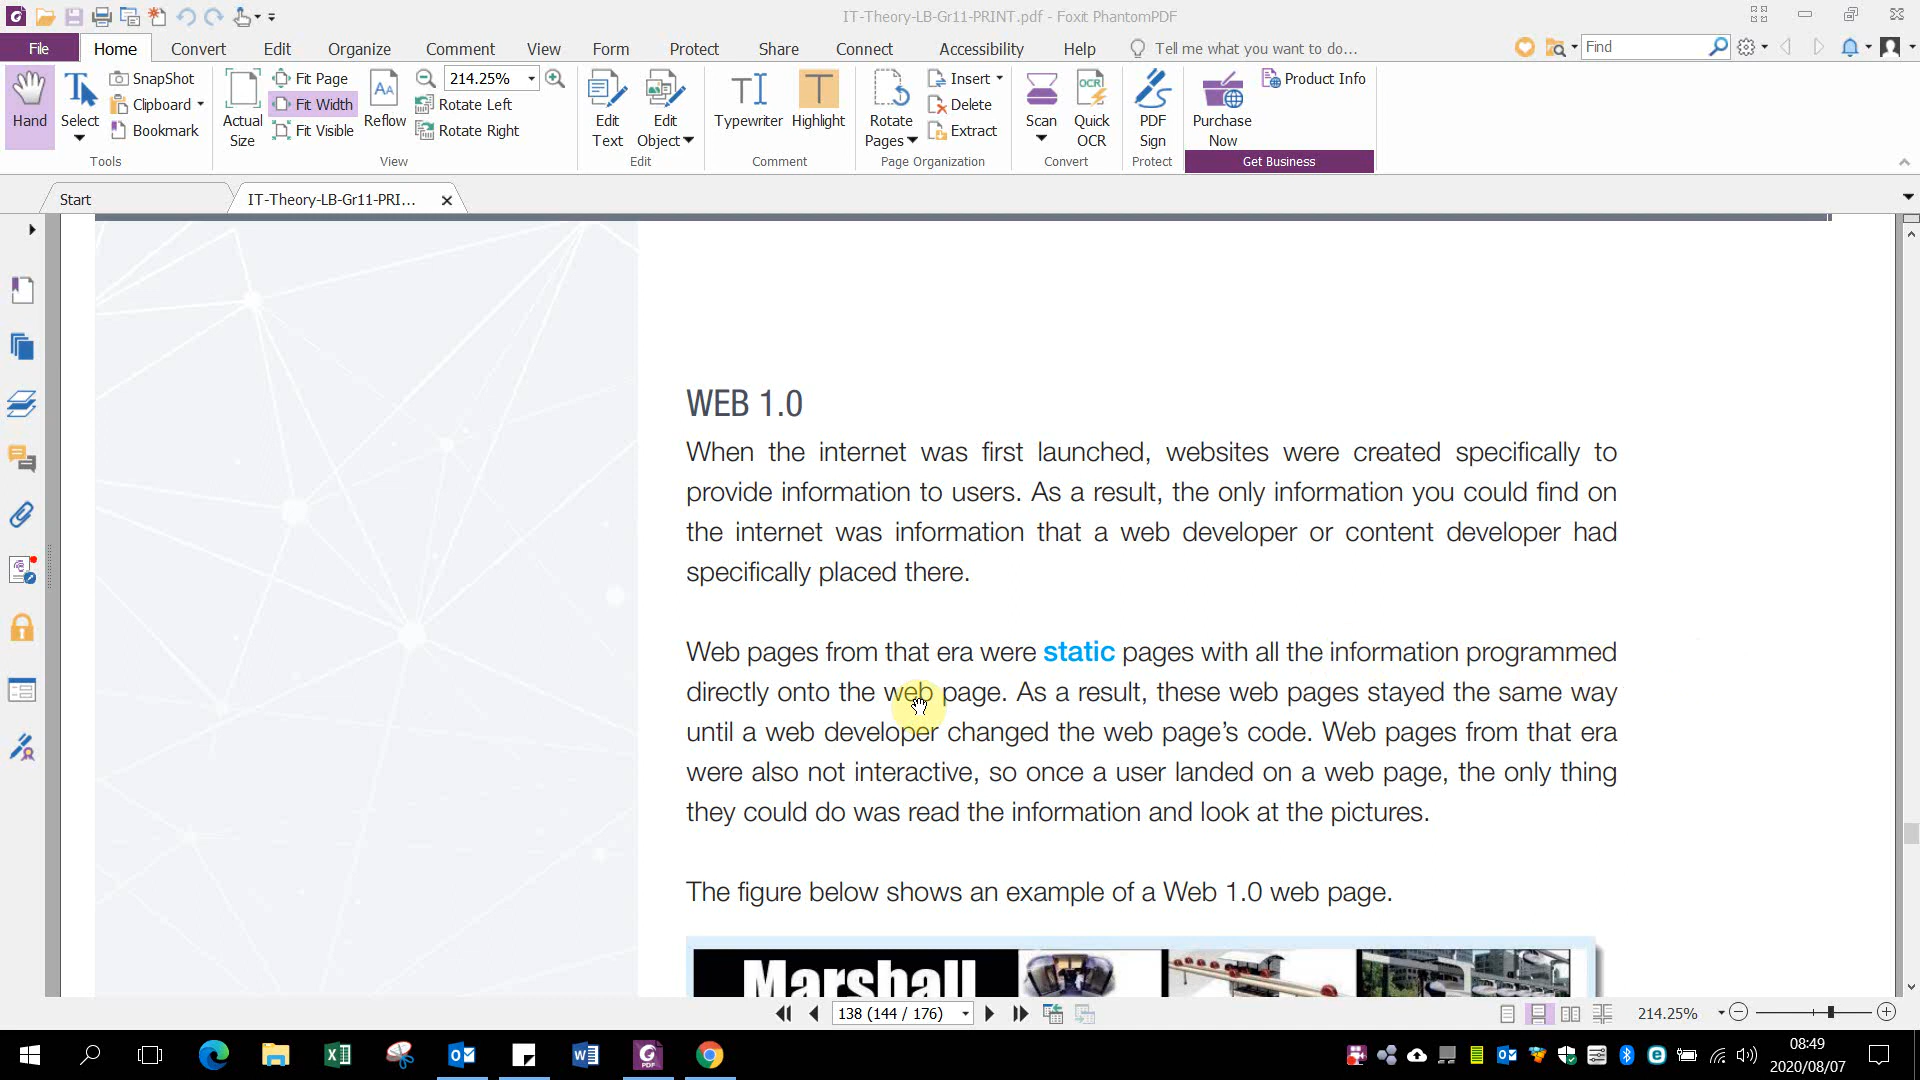 IT-Theory-LB-Gr11-PRINT.pdf - Foxit PhantomPDF
File Home Convert Edit Organize Comment View Form Protect Share Connect Accessibility Help Tell me what you want to do... Find
Hand
Select
SnapShot
Clipboard
Bookmark
Tools
Actual Size
Fit Page
Fit Width
Fit Visible
Reflow
214.25%
Rotate Left
Rotate Right
View
Edit Text
Edit Object
Edit
Typewriter
Highlight
Comment
Rotate Pages
Insert
Delete
Extract
Page Organization
Scan
Quick OCR
Convert
PDF Sign
Protect
Purchase Now
Product Info
Get Business
Start
IT-Theory-LB-Gr11-PRI...
WEB 1.0
When the internet was first launched, websites were created specifically to
provide information to users. As a result, the only information you could find on
the internet was information that a web developer or content developer had
specifically placed there.
Web pages from that era were static pages with all the information programmed
directly onto the web page. As a result, these web pages stayed the same way
until a web developer changed the web page’s code. Web pages from that era
were also not interactive, so once a user landed on a web page, the only thing
they could do was read the information and look at the pictures.
The figure below shows an example of a Web 1.0 web page.
Marshall
138 (144 / 176)
214.25%
08:49
2020/08/07